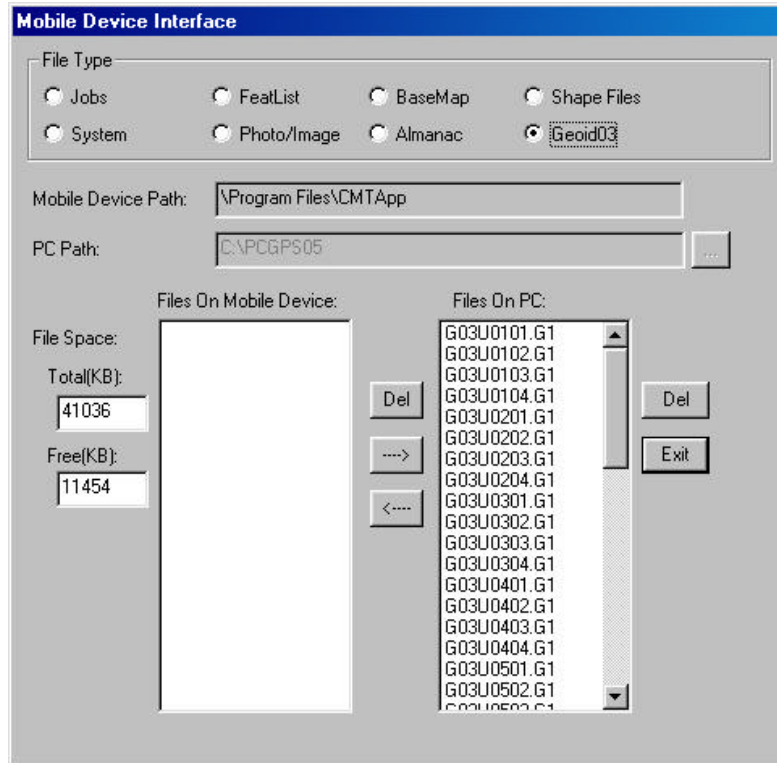 Mobile Device Interface
File Type
Jobs
FeatList
BaseMap
Shape Files
System
Photo/Image
Almanac
Geoid03
Mobile Device Path:
\Program Files\CMTApp
PC Path:
C:\PCGPS05
...
Files On Mobile Device:
Files On PC:
File Space:
Total(KB):
41036
Free(KB):
11454
Del
---->
<----
G03U0101.G1
G03U0102.G1
G03U0103.G1
G03U0104.G1
G03U0201.G1
G03U0202.G1
G03U0203.G1
G03U0204.G1
G03U0301.G1
G03U0302.G1
G03U0303.G1
G03U0304.G1
G03U0401.G1
G03U0402.G1
G03U0403.G1
G03U0404.G1
G03U0501.G1
G03U0502.G1
Del
Exit